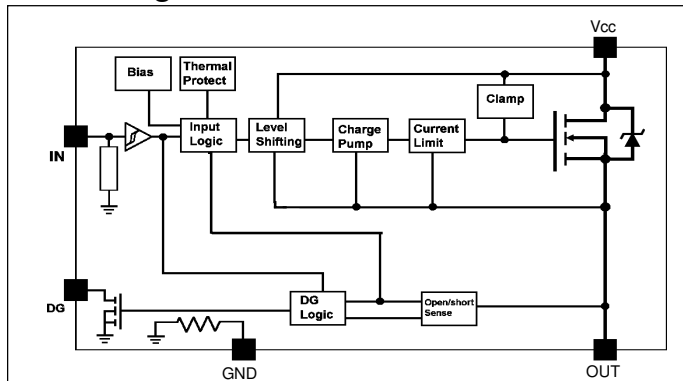 Vcc
Bias
Thermal
Protect
Clamp
IN
Input
Logic
Level
Shifting
Charge
Pump
Current
Limit
DG
DG
Logic
Open/short
Sense
GND
OUT